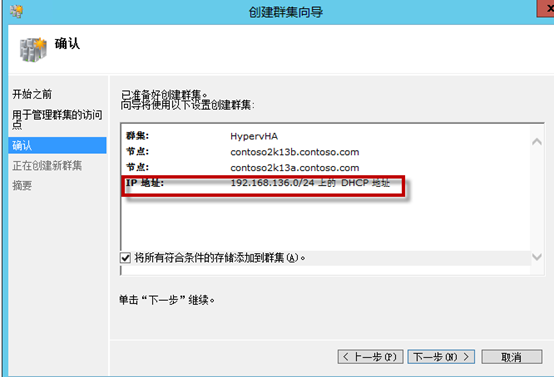 创建群集向导
确认
开始之前
用于管理群集的访问
点
确认
正在创建新群集
摘要
已准备好创建群集。
向导将使用以下设置创建群集:
群集: HypervHA
节点: contoso2k13b.contoso.com
节点: contoso2k13a.contoso.com
IP 地址: 192.168.136.0/24 上的 DHCP 地址
将所有符合条件的存储添加到群集(A)。
单击“下一步”继续。
< 上一步(P) 下一步(N) > 取消